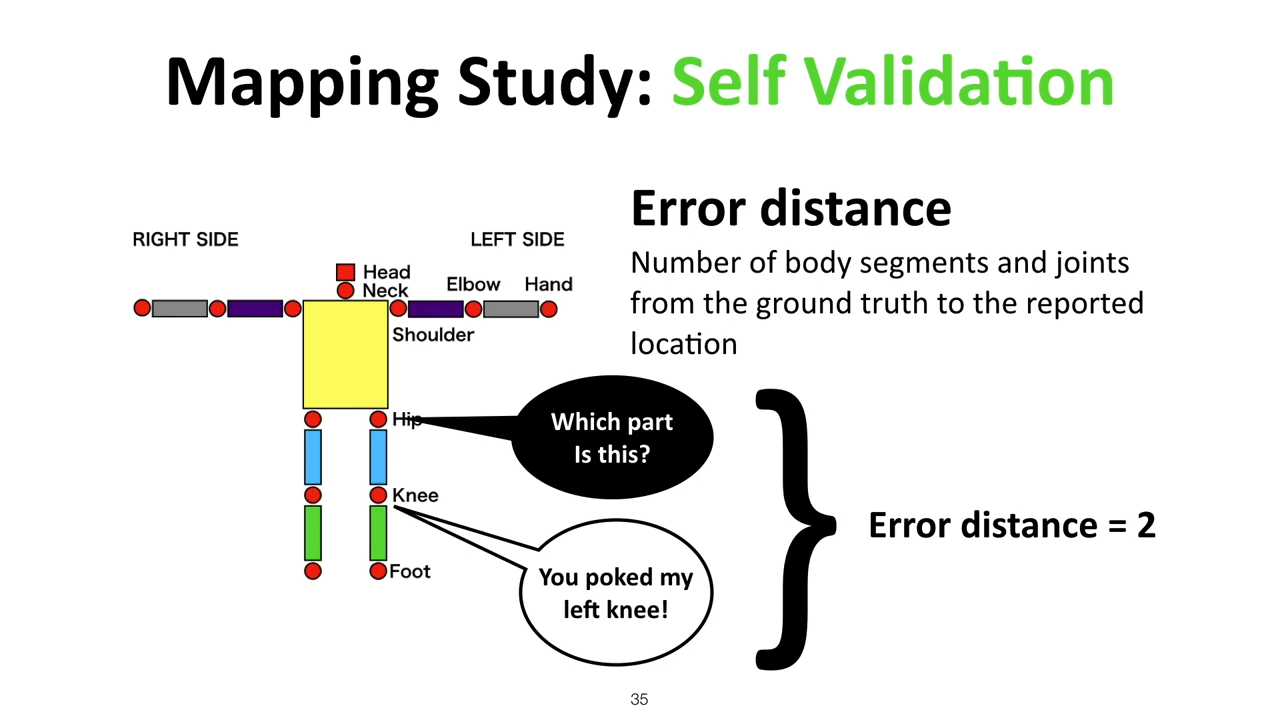 Mapping Study: Self Validation
Error distance
Number of body segments and joints
from the ground truth to the reported
location
RIGHT SIDE
LEFT SIDE
Head
Neck
Elbow
Hand
Shoulder
Hip
Knee
Foot
Which part
Is this?
You poked my
left knee!
}
Error distance = 2
35